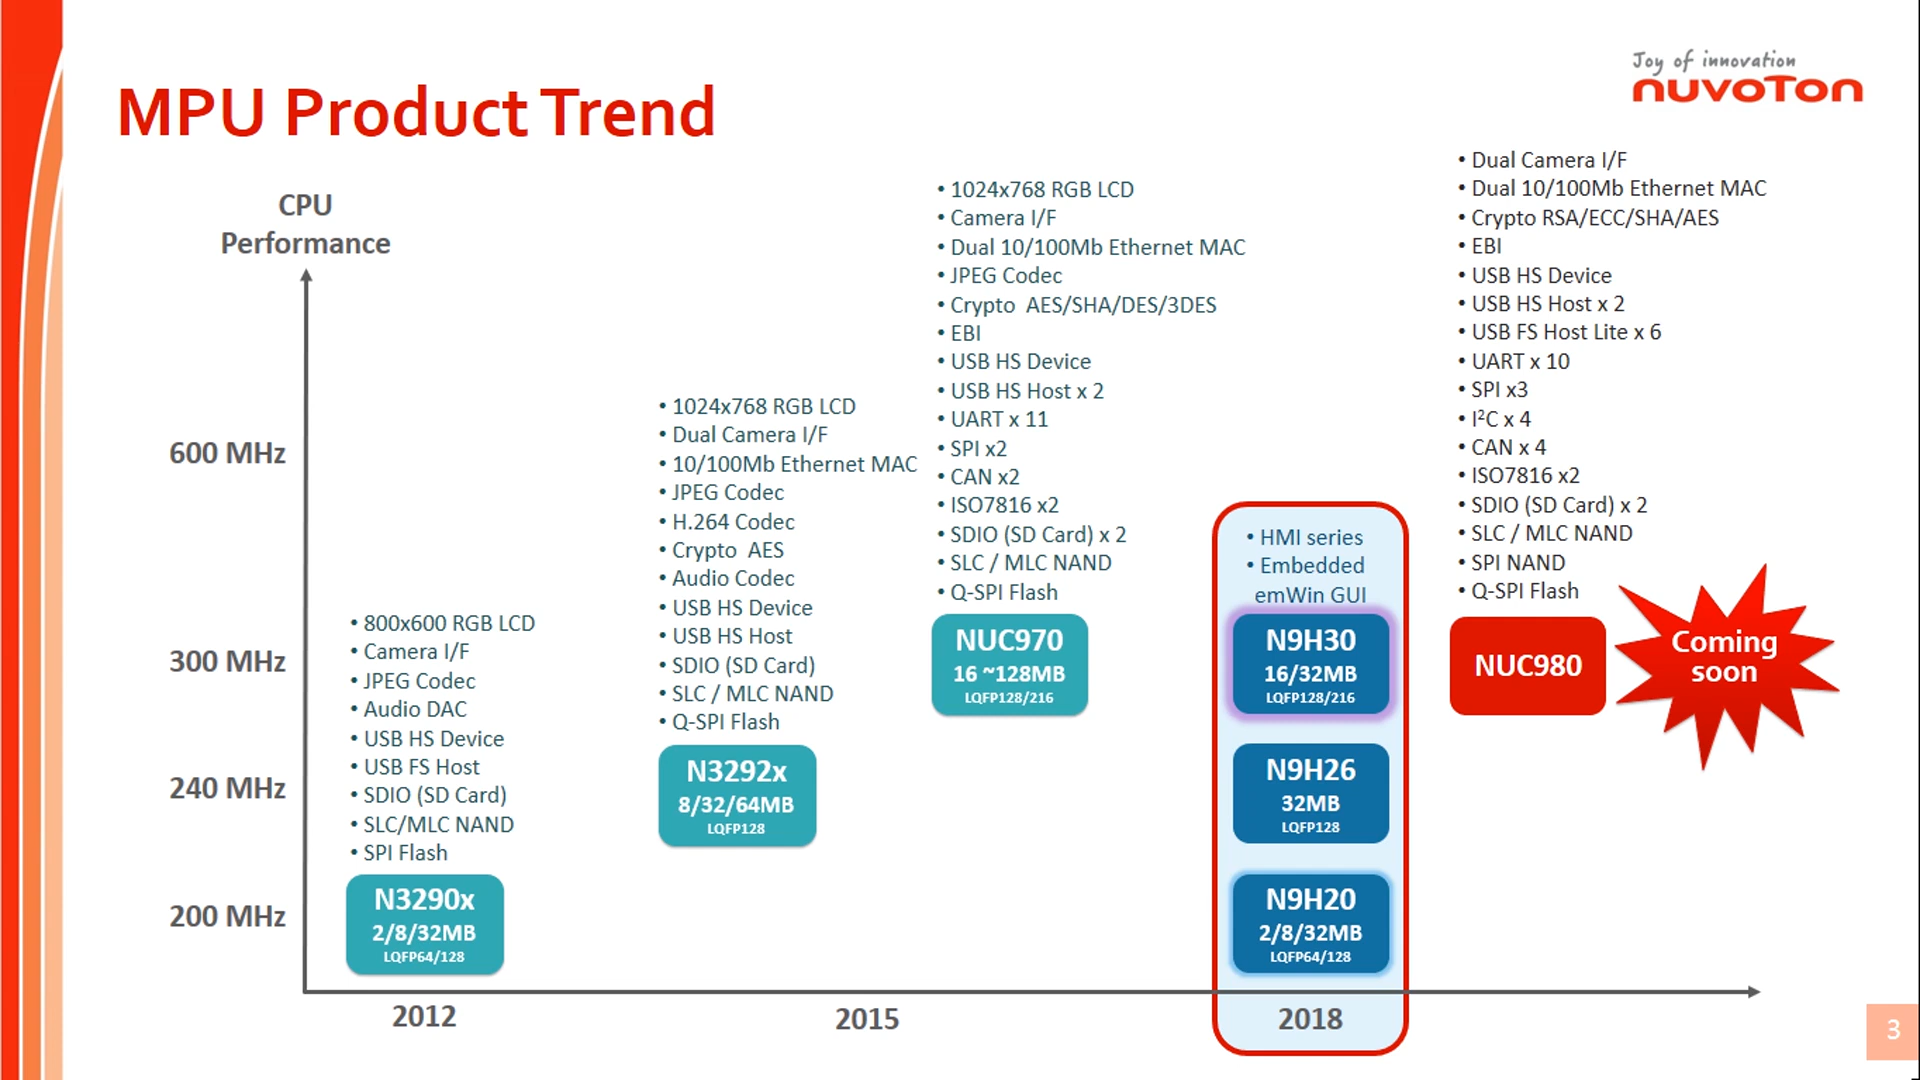 Joy of innovation
nuvoTon
MPU Product Trend
CPU
Performance
600 MHz
300 MHz
240 MHz
200 MHz
• 800x600 RGB LCD
• Camera I/F
• JPEG Codec
• Audio DAC
• USB HS Device
• USB FS Host
• SDIO (SD Card)
• SLC/MLC NAND
• SPI Flash
N3290x
2/8/32MB
LQFP64/128
• 1024x768 RGB LCD
• Dual Camera I/F
• 10/100Mb Ethernet MAC
• JPEG Codec
• H.264 Codec
• Crypto  AES
• Audio Codec
• USB HS Device
• USB HS Host
• SDIO (SD Card)
• SLC / MLC NAND
• Q-SPI Flash
N3292x
8/32/64MB
LQFP128
• 1024x768 RGB LCD
• Camera I/F
• Dual 10/100Mb Ethernet MAC
• JPEG Codec
• Crypto  AES/SHA/DES/3DES
• EBI
• USB HS Device
• USB HS Host x 2
• UART x 11
• SPI x2
• CAN x2
• ISO7816 x2
• SDIO (SD Card) x 2
• SLC / MLC NAND
• Q-SPI Flash
NUC970
16 ~128MB
LQFP128/216
• HMI series
• Embedded
emWin GUI
N9H30
16/32MB
LQFP128/216
N9H26
32MB
LQFP128
N9H20
2/8/32MB
LQFP64/128
• Dual Camera I/F
• Dual 10/100Mb Ethernet MAC
• Crypto RSA/ECC/SHA/AES
• EBI
• USB HS Device
• USB HS Host x 2
• USB FS Host Lite x 6
• UART x 10
• SPI x3
• I²C x 4
• CAN x 4
• ISO7816 x2
• SDIO (SD Card) x 2
• SLC / MLC NAND
• SPI NAND
• Q-SPI Flash
NUC980
Coming
soon
2012
2015
2018
3